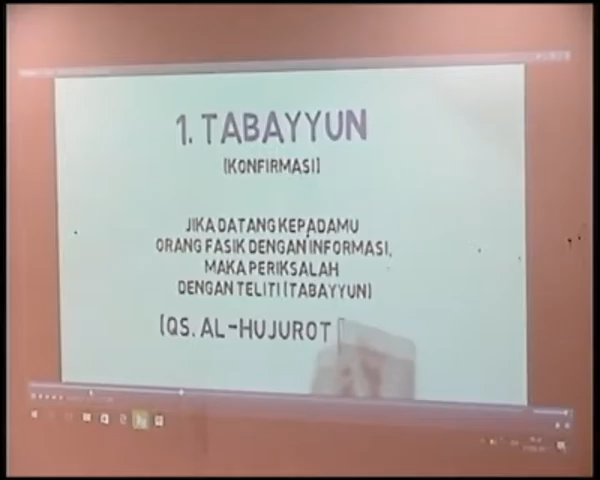 1. TABAYYUN
[KONFIRMASI]
JIKA DATANG KEPADAMU
ORANG FASIK DENGAN INFORMASI,
MAKA PERIKSALAH
DENGAN TELITI [TABAYYUN]
[QS. AL-HUJUROT